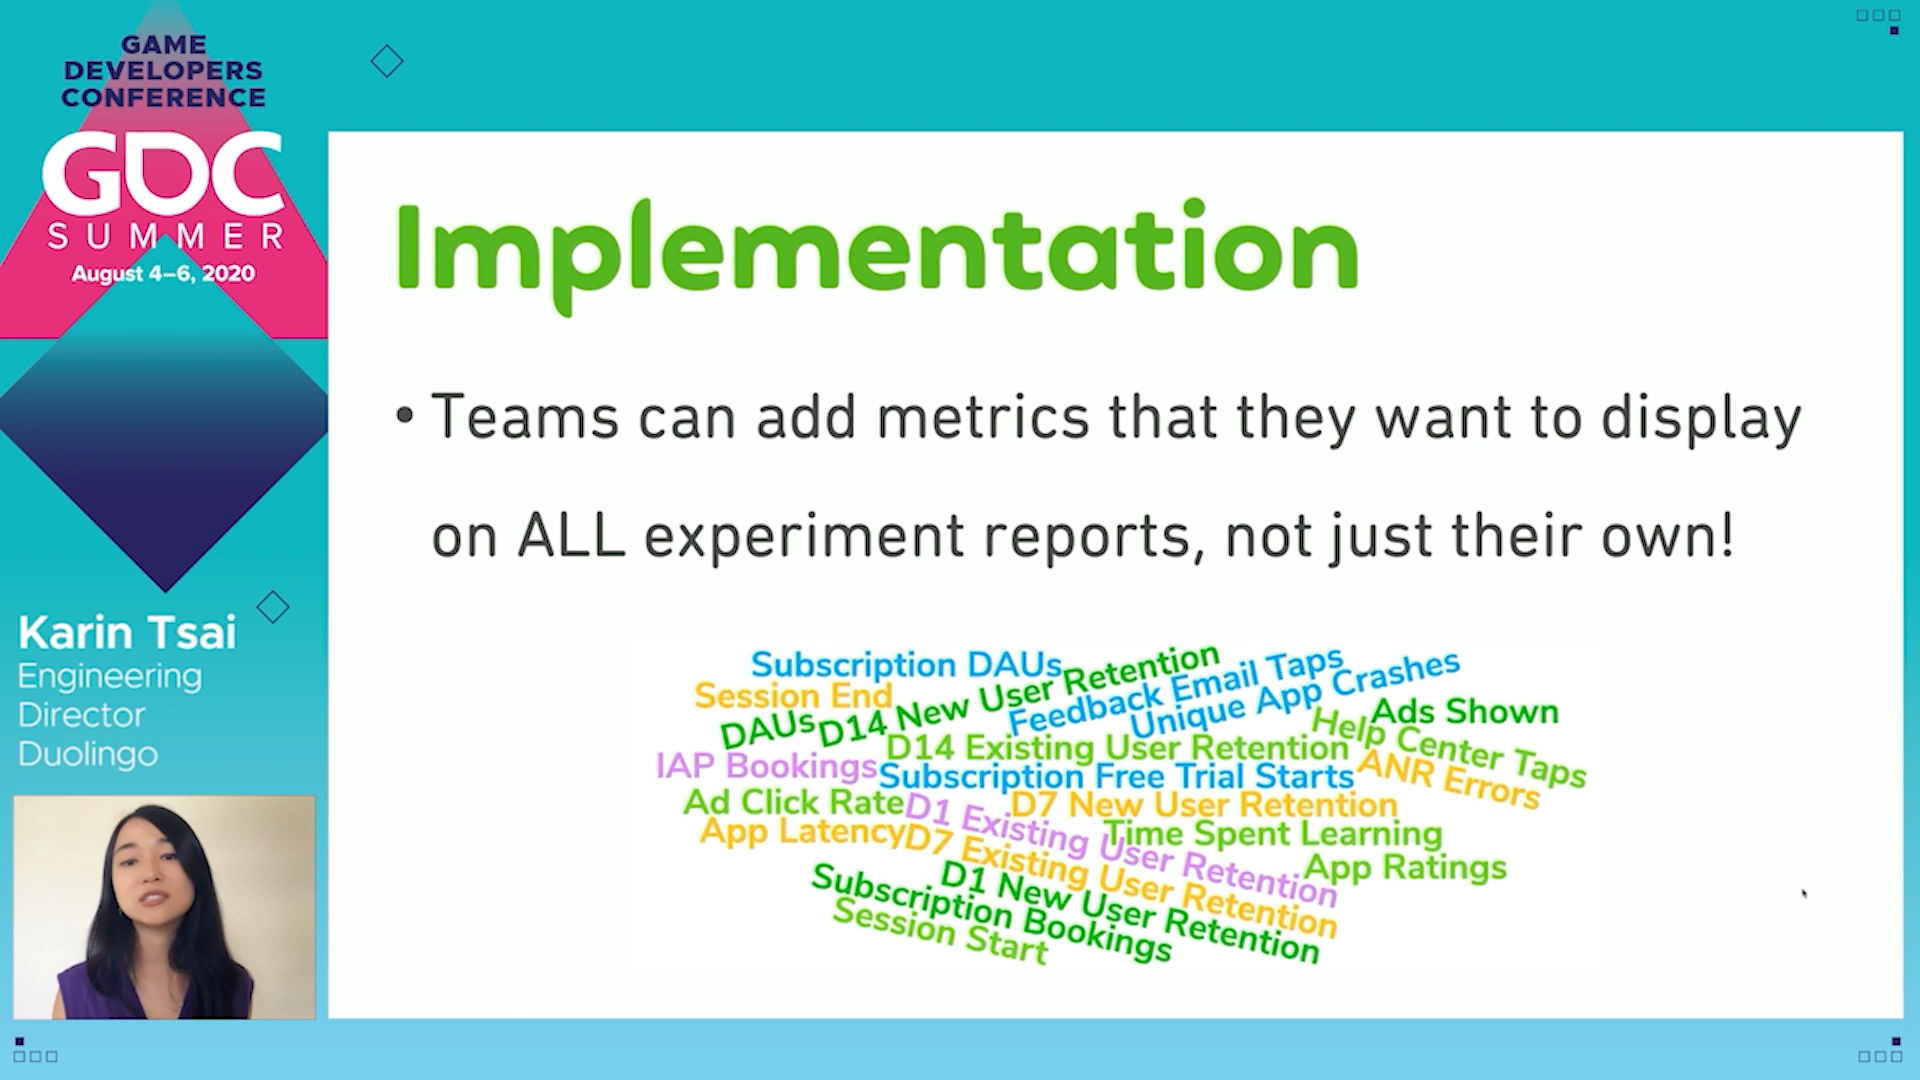 GAME
DEVELOPERS
CONFERENCE
GDC
SUMMER
August 4–6, 2020
Karin Tsai
Engineering
Director
Duolingo
Implementation
• Teams can add metrics that they want to display
on ALL experiment reports, not just their own!
Subscription DAUs
Session End
DAUs
D14 New User Retention
Feedback Email Taps
Unique App Crashes
Ads Shown
Help Center Taps
D14 Existing User Retention
IAP Bookings
Subscription Free Trial Starts
ANR Errors
Ad Click Rate
D1 Existing User Retention
D7 New User Retention
App Latency
D7 Existing User Retention
Time Spent Learning
App Ratings
D1 New User Retention
Subscription Bookings
Session Start